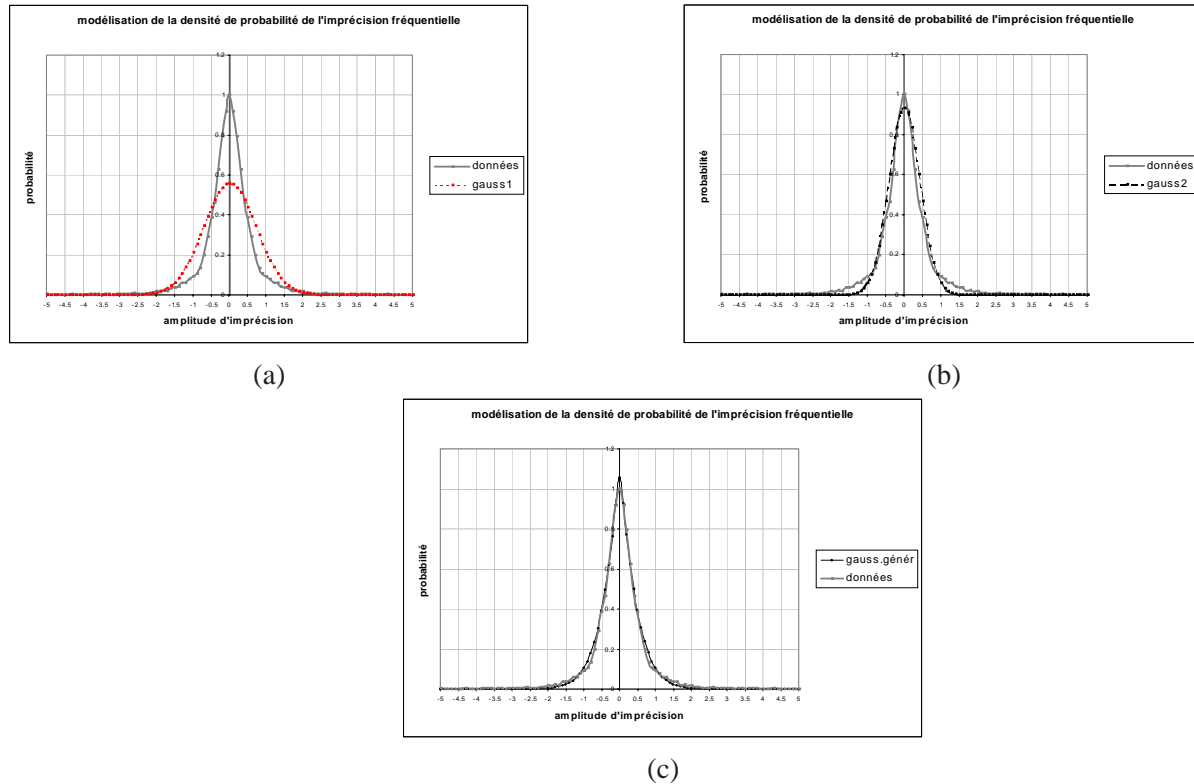 modélisation de la densité de probabilité de l'imprécision fréquentielle
1.2
1
0.8
0.6
0.4
0.2
0
probabilité
-5 -4.5 -4 -3.5 -3 -2.5 -2 -1.5 -1 -0.5 0 0.5 1 1.5 2 2.5 3 3.5 4 4.5 5
amplitude d'imprécision
données
gauss1
(a)
modélisation de la densité de probabilité de l'imprécision fréquentielle
1.2
1
0.8
0.6
0.4
0.2
0
probabilité
-5 -4.5 -4 -3.5 -3 -2.5 -2 -1.5 -1 -0.5 0 0.5 1 1.5 2 2.5 3 3.5 4 4.5 5
amplitude d'imprécision
données
gauss2
(b)
modélisation de la densité de probabilité de l'imprécision fréquentielle
1.2
1
0.8
0.6
0.4
0.2
0
probabilité
-5 -4.5 -4 -3.5 -3 -2.5 -2 -1.5 -1 -0.5 0 0.5 1 1.5 2 2.5 3 3.5 4 4.5 5
amplitude d'imprécision
gauss.génér
données
(c)